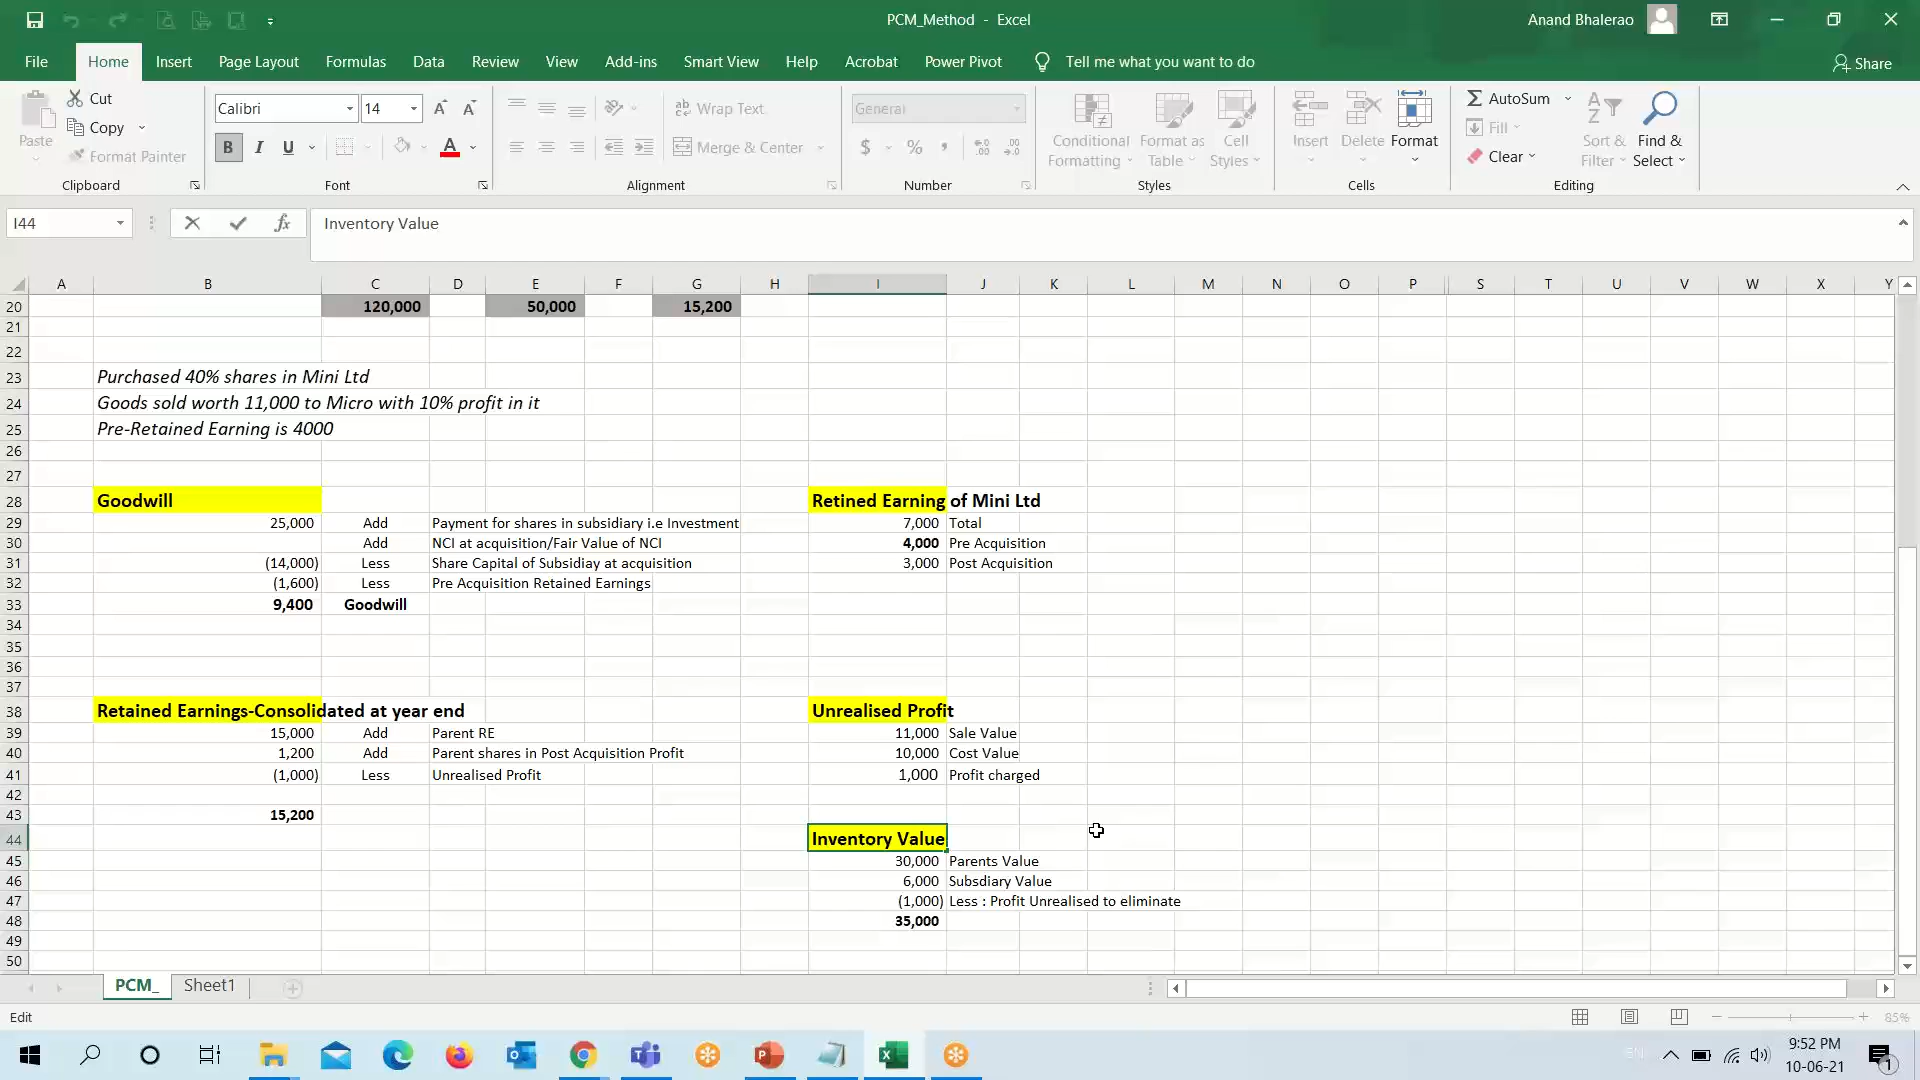 PCM_Method - Excel
Anand Bhalerao
File Home Insert Page Layout Formulas Data Review View Add-ins Smart View Help Acrobat Power Pivot Tell me what you want to do Share
Paste
Cut
Copy
Format Painter
Clipboard
Calibri 14
B I U A
Font
Wrap Text
Merge & Center
Alignment
General
$ % ,
Number
Conditional Formatting
Format as Table
Cell Styles
Styles
Insert Delete Format
Cells
AutoSum
Fill
Clear
Sort & Filter
Find & Select
Editing
I44 fx Inventory Value
A B C D E F G H I J K L M N O P S T U V W X Y
20 120,000 50,000 15,200
21
22
23 Purchased 40% shares in Mini Ltd
24 Goods sold worth 11,000 to Micro with 10% profit in it
25 Pre-Retained Earning is 4000
26
27
28 Goodwill Retined Earning of Mini Ltd
29 25,000 Add Payment for shares in subsidiary i.e Investment 7,000 Total
30 Add NCI at acquisition/Fair Value of NCI 4,000 Pre Acquisition
31 (14,000) Less Share Capital of Subsidiay at acquisition 3,000 Post Acquisition
32 (1,600) Less Pre Acquisition Retained Earnings
33 9,400 Goodwill
34
35
36
37
38 Retained Earnings-Consolidated at year end Unrealised Profit
39 15,000 Add Parent RE 11,000 Sale Value
40 1,200 Add Parent shares in Post Acquisition Profit 10,000 Cost Value
41 (1,000) Less Unrealised Profit 1,000 Profit charged
42
43 15,200
44 Inventory Value
45 30,000 Parents Value
46 6,000 Subsdiary Value
47 (1,000) Less : Profit Unrealised to eliminate
48 35,000
49
50
PCM_ Sheet1
Edit 85%
9:52 PM
10-06-21
1